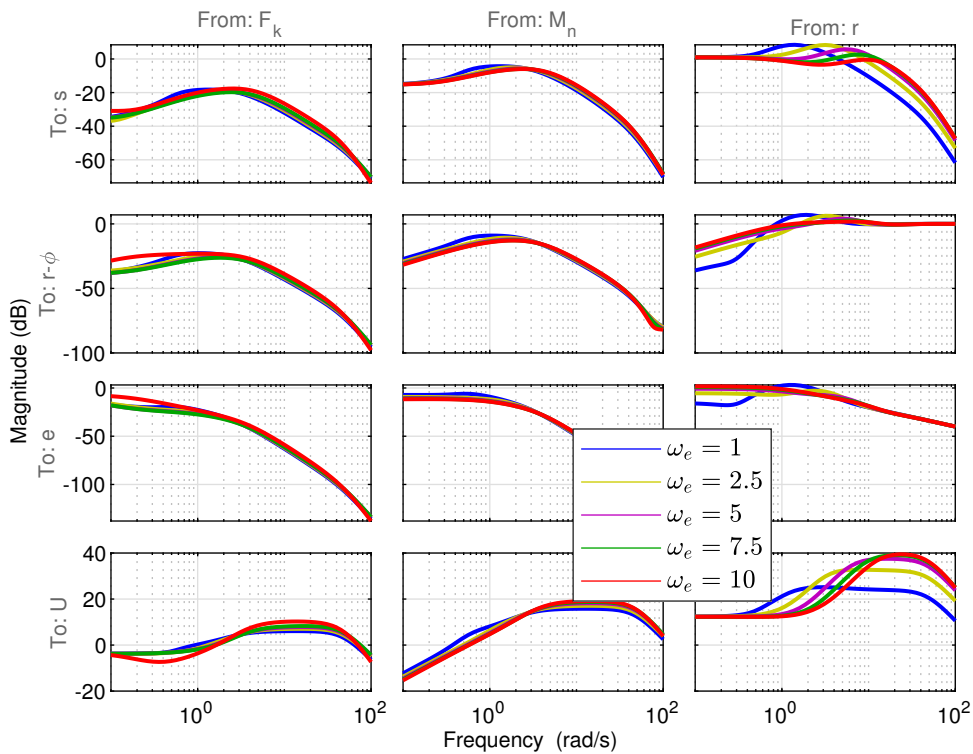 From: F_k
From: M_n
From: r
0
-20
-40
-60
To: s
0
-50
-100
To: r-ϕ
0
-50
-100
To: e
40
20
0
-20
To: U
Magnitude (dB)
ω_e = 1
ω_e = 2.5
ω_e = 5
ω_e = 7.5
ω_e = 10
10^0 10^2 10^0 10^2 10^0 10^2
Frequency (rad/s)